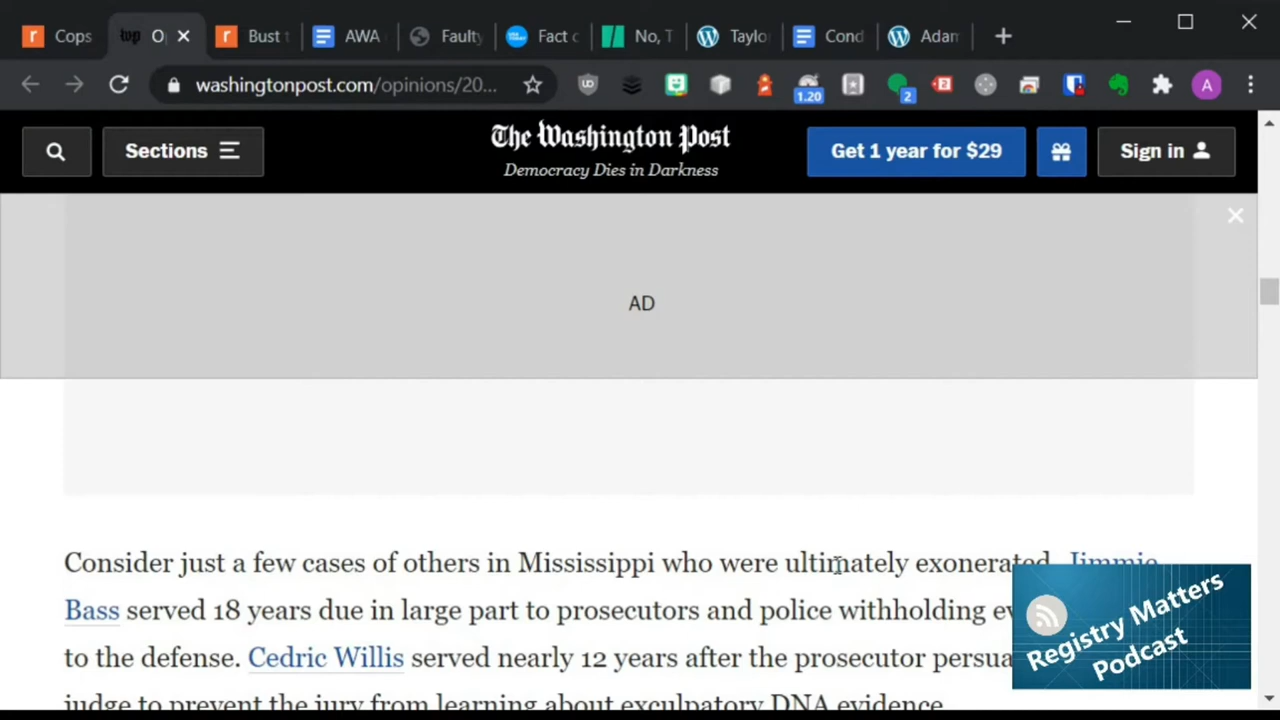 Cops
O
Bust t
AWA
Faulty
Fact c
No, T
Taylo
Cond
Adam
washingtonpost.com/opinions/20...
1.20
2
Sections
The Washington Post
Democracy Dies in Darkness
Get 1 year for $29
Sign in
AD
Consider just a few cases of others in Mississippi who were ultimately exonerated. Jimmie
Bass served 18 years due in large part to prosecutors and police withholding ev
to the defense. Cedric Willis served nearly 12 years after the prosecutor persua
judge to prevent the jury from learning about exculpatory DNA evidence.
Registry Matters
Podcast